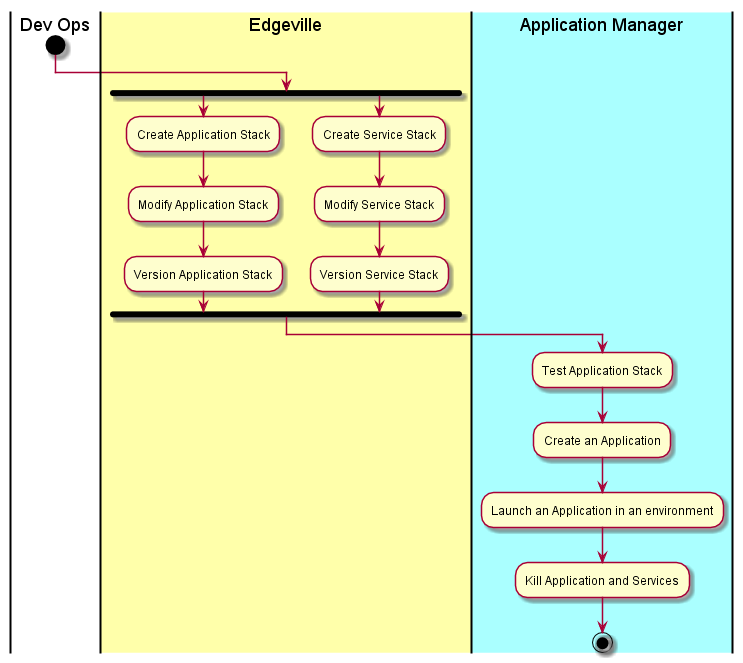 Dev Ops
Edgeville
Application Manager
Create Application Stack
Create Service Stack
Modify Application Stack
Modify Service Stack
Version Application Stack
Version Service Stack
Test Application Stack
Create an Application
Launch an Application in an environment
Kill Application and Services